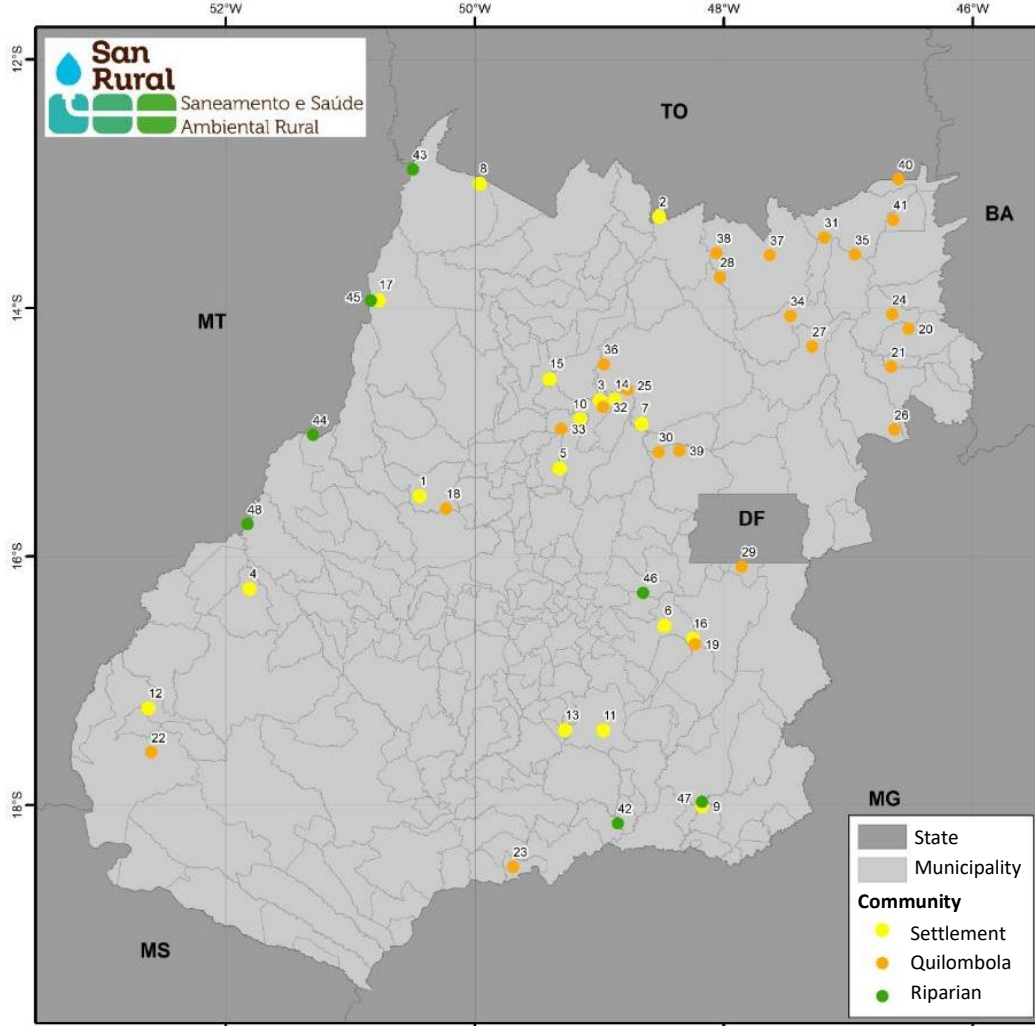 52°W 50°W 48°W 46°W
12°S
San
Rural
Saneamento e Saúde
Ambiental Rural
TO
43
8
40
2
41
BA
38
37
31
35
28
45 17
14°S
MT
34
24
20
27
36
21
15
3 14 25
10 32
7
44
33
26
30 39
5
1
18
48
DF
16°S
29
4
46
6
16
19
12
13 11
22
18°S
47
9
42
MG
23
State
Municipality
Community
Settlement
Quilombola
Riparian
MS